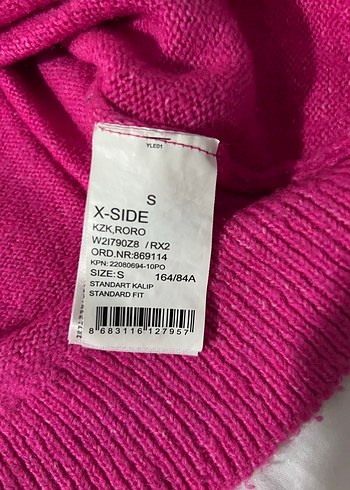 YLE01
S
X-SIDE
KZK,RORO
W2I790Z8 / RX2
ORD.NR:869114
KPN: 22080694-10PO
SIZE: S 164/84A
STANDART KALIP
STANDARD FIT
8 683116 127957